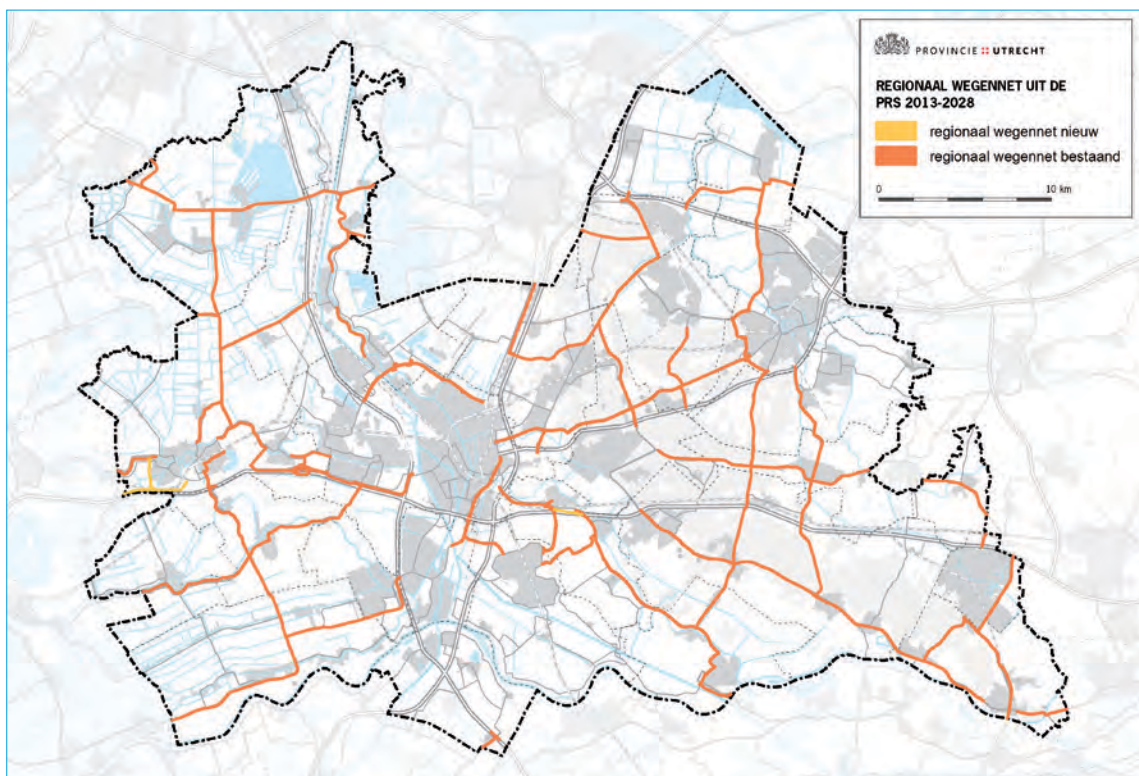 PROVINCIE :: UTRECHT
REGIONAAL WEGENNET UIT DE
PRS 2013-2028
regionaal wegennet nieuw
regionaal wegennet bestaand
0 10 km